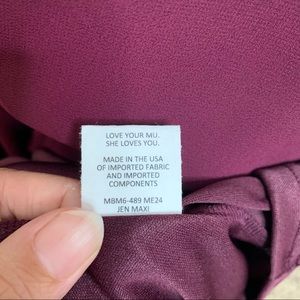 LOVE YOUR MU.
SHE LOVES YOU.
MADE IN THE USA
OF IMPORTED FABRIC
AND IMPORTED
COMPONENTS
MBM6-489 ME24
JEN MAXI